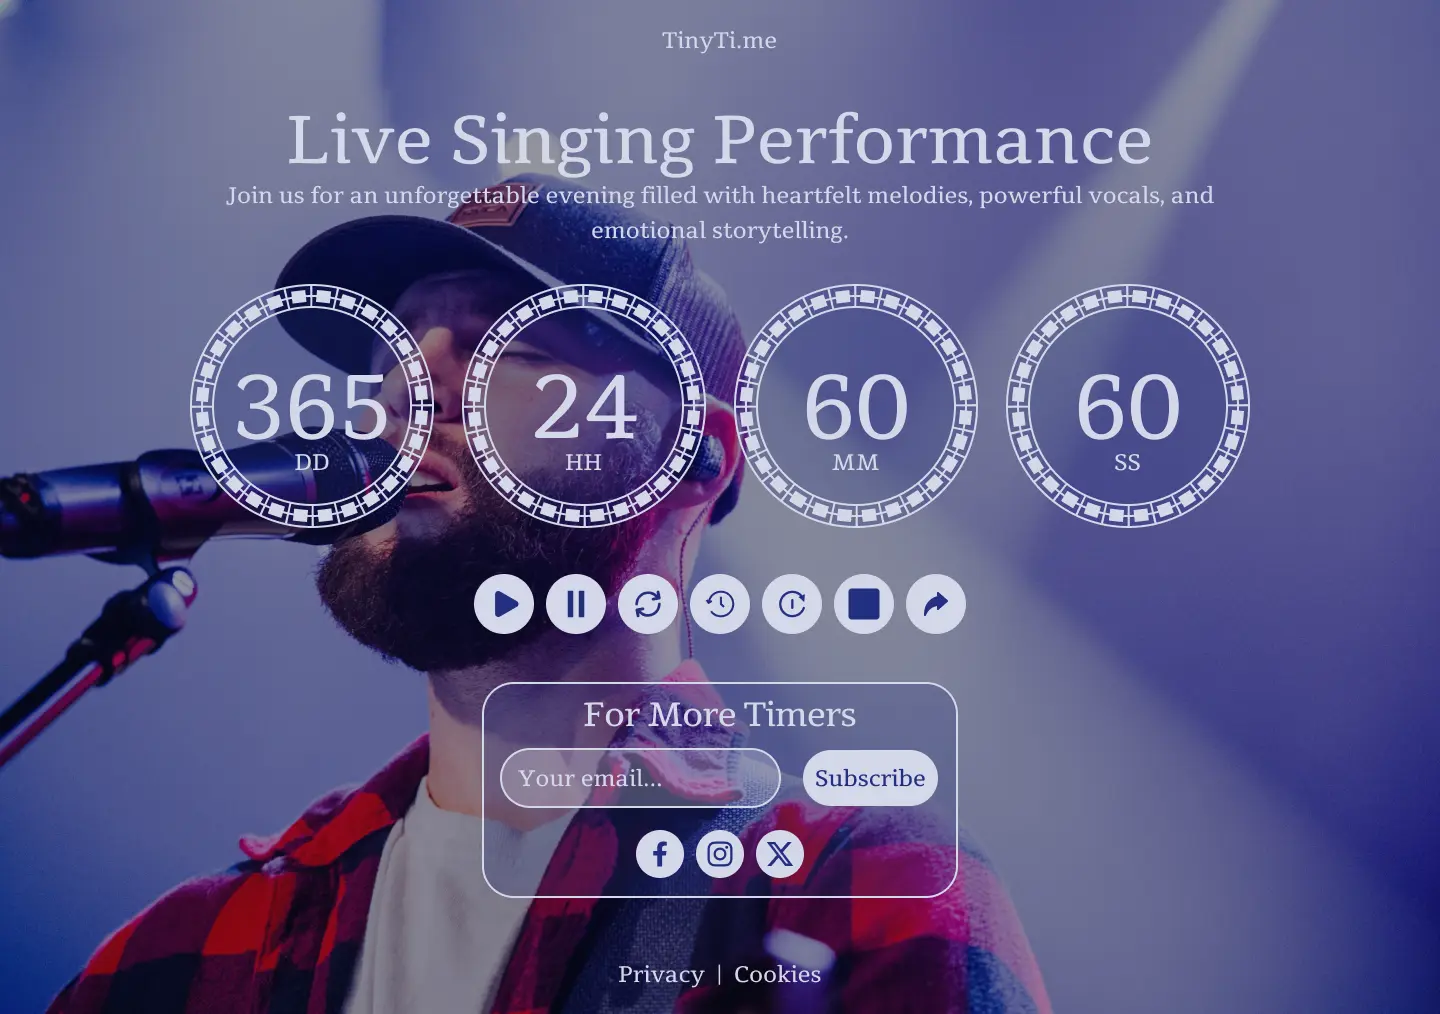 TinyTi.me
Live Singing Performance
Join us for an unforgettable evening filled with heartfelt melodies, powerful vocals, and
emotional storytelling.
365 24 60 60
DD HH MM SS
For More Timers
Your email... Subscribe
Privacy | Cookies